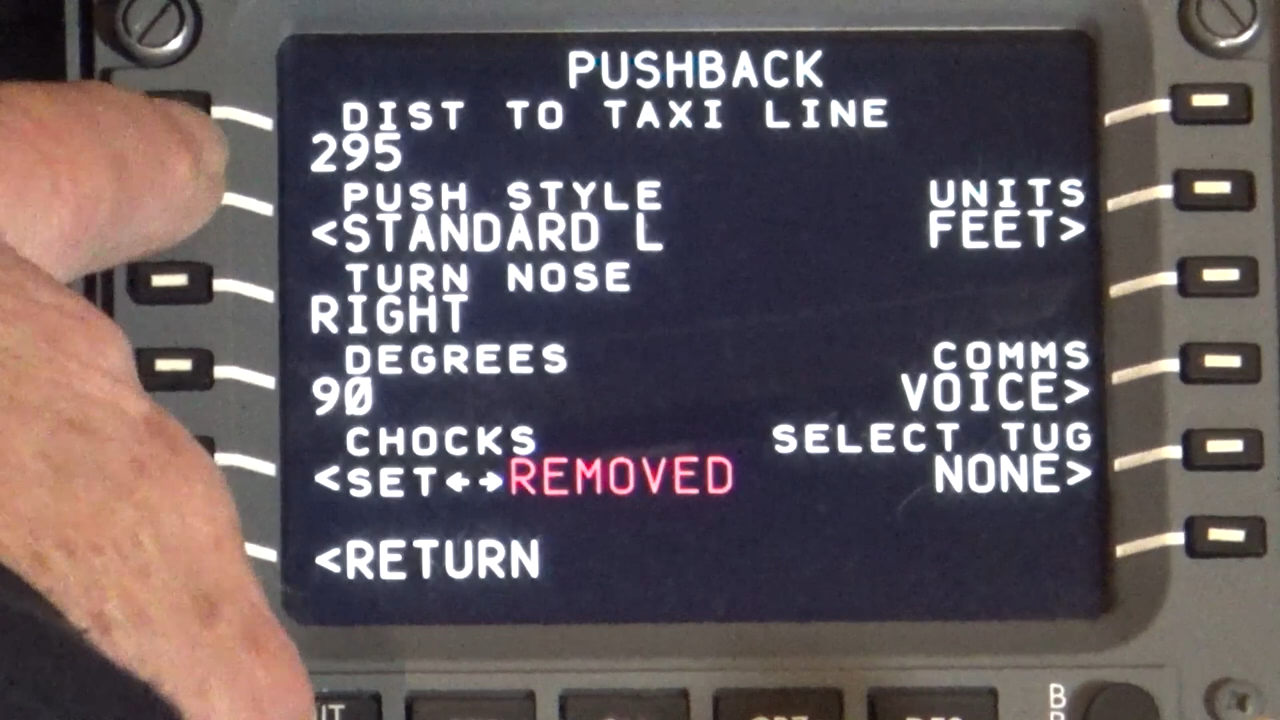 PUSHBACK
DIST TO TAXI LINE
295
PUSH STYLE UNITS
<STANDARD L FEET>
TURN NOSE
RIGHT
DEGREES COMMS
90 VOICE>
CHOCKS SELECT TUG
<SET↔→REMOVED NONE>
<RETURN